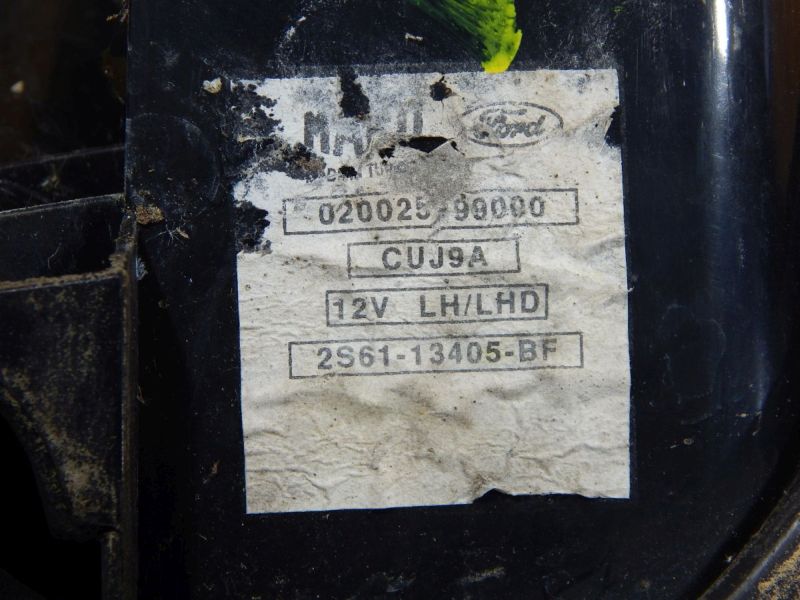 Ford
020025-99000
CUJ9A
12V LH/LHD
2S61-13405-BF